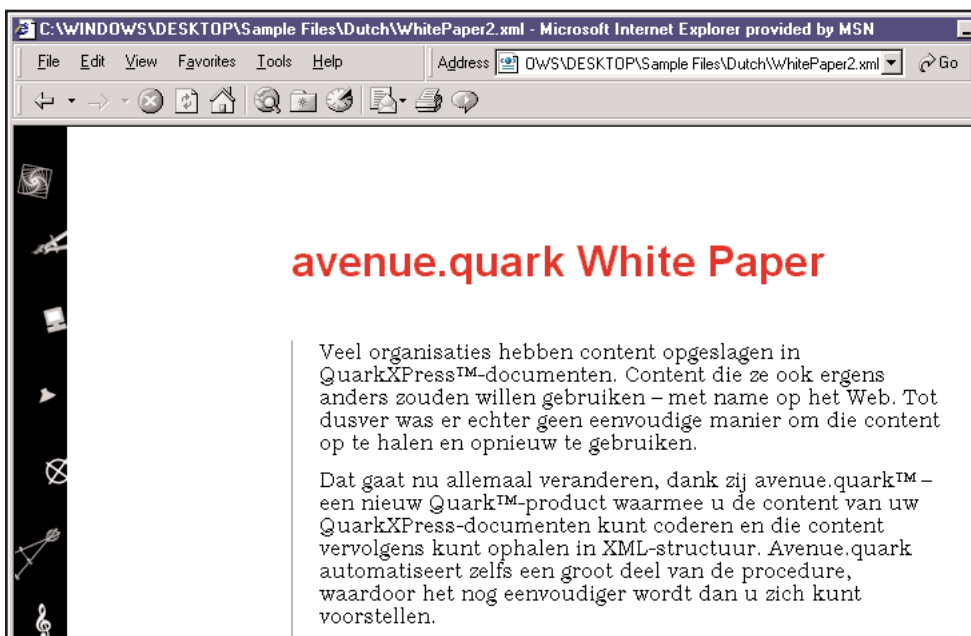 C:\WINDOWS\DESKTOP\Sample Files\Dutch\WhitePaper2.xml - Microsoft Internet Explorer provided by MSN
File Edit View Favorites Tools Help Address OWS\DESKTOP\Sample Files\Dutch\WhitePaper2.xml Go
avenue.quark White Paper
Veel organisaties hebben content opgeslagen in
QuarkXPress™-documenten. Content die ze ook ergens
anders zouden willen gebruiken – met name op het Web. Tot
dusver was er echter geen eenvoudige manier om die content
op te halen en opnieuw te gebruiken.
Dat gaat nu allemaal veranderen, dank zij avenue.quark™ –
een nieuw Quark™-product waarmee u de content van uw
QuarkXPress-documenten kunt coderen en die content
vervolgens kunt ophalen in XML-structuur. Avenue.quark
automatiseert zelfs een groot deel van de procedure,
waardoor het nog eenvoudiger wordt dan u zich kunt
voorstellen.